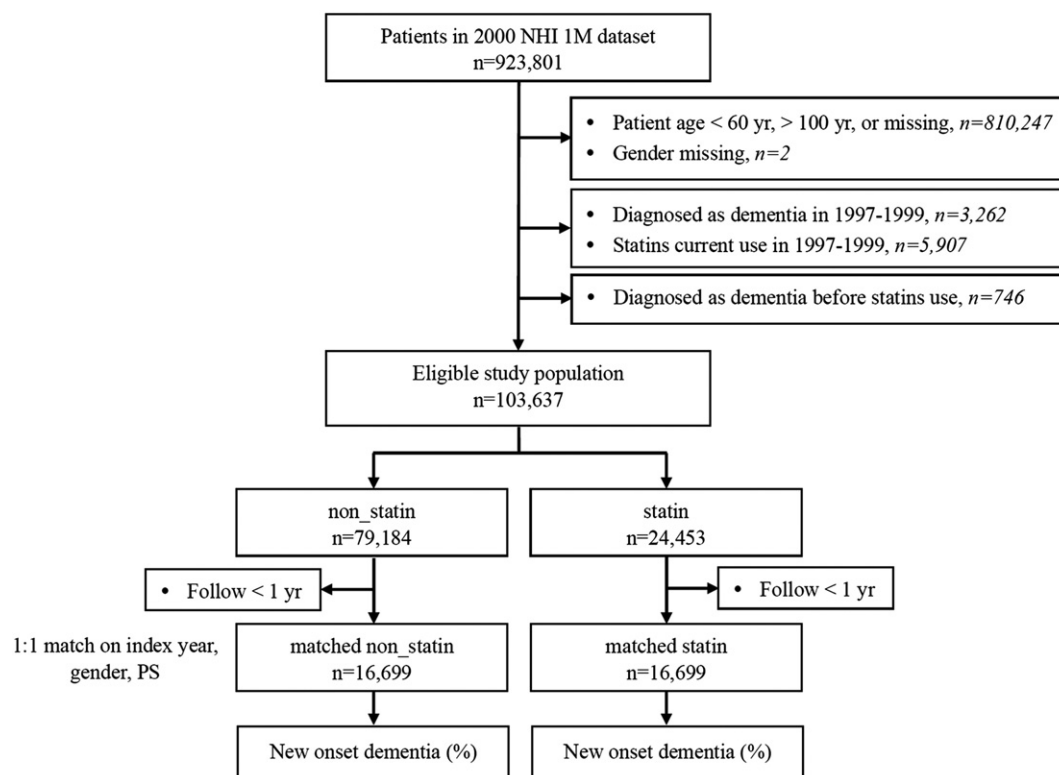 Patients in 2000 NHI 1M dataset
n=923,801
• Patient age < 60 yr, > 100 yr, or missing, n=810,247
• Gender missing, n=2
• Diagnosed as dementia in 1997-1999, n=3,262
• Statins current use in 1997-1999, n=5,907
• Diagnosed as dementia before statins use, n=746
Eligible study population
n=103,637
non_statin
n=79,184
statin
n=24,453
• Follow < 1 yr
• Follow < 1 yr
1:1 match on index year,
gender, PS
matched non_statin
n=16,699
matched statin
n=16,699
New onset dementia (%)
New onset dementia (%)